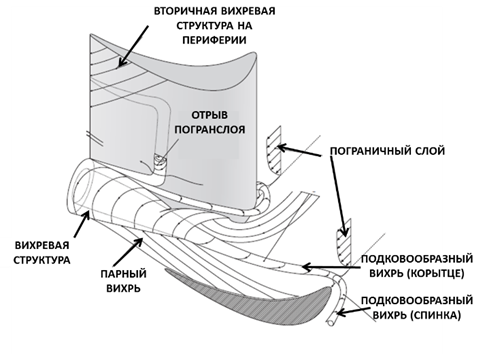 ВТОРИЧНАЯ ВИХРЕВАЯ
СТРУКТУРА НА
ПЕРИФЕРИИ
ОТРЫВ
ПОГРАНСЛОЯ
ПОГРАНИЧНЫЙ СЛОЙ
ВИХРЕВАЯ
СТРУКТУРА
ПАРНЫЙ
ВИХРЬ
ПОДКОВООБРАЗНЫЙ
ВИХРЬ (КОРЫТЦЕ)
ПОДКОВООБРАЗНЫЙ
ВИХРЬ (СПИНКА)